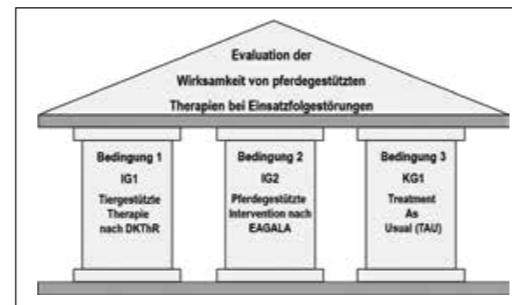 Evaluation der
Wirksamkeit von pferdegestützten
Therapien bei Einsatzfolgestörungen
Bedingung 1
IG1
Tiergestützte
Therapie
nach DKThR
Bedingung 2
IG2
Pferdegestützte
Intervention nach
EAGALA
Bedingung 3
KG1
Treatment
As
Usual (TAU)